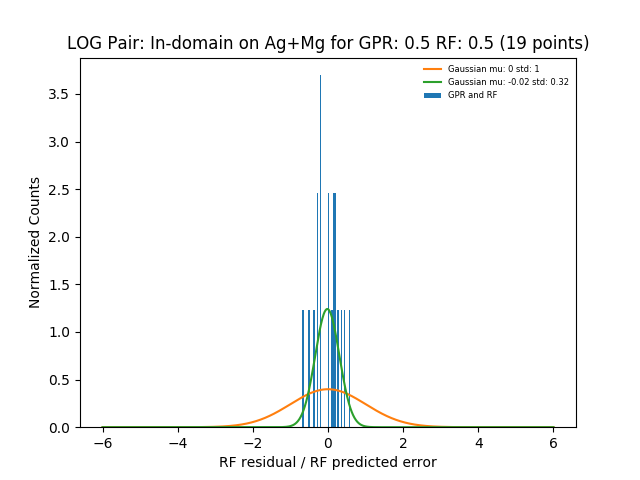 LOG Pair: In-domain on Ag+Mg for GPR: 0.5 RF: 0.5 (19 points)
Gaussian mu: 0 std: 1
Gaussian mu: -0.02 std: 0.32
GPR and RF
Normalized Counts
3.5
3.0
2.5
2.0
1.5
1.0
0.5
0.0
−6 −4 −2 0 2 4 6
RF residual / RF predicted error